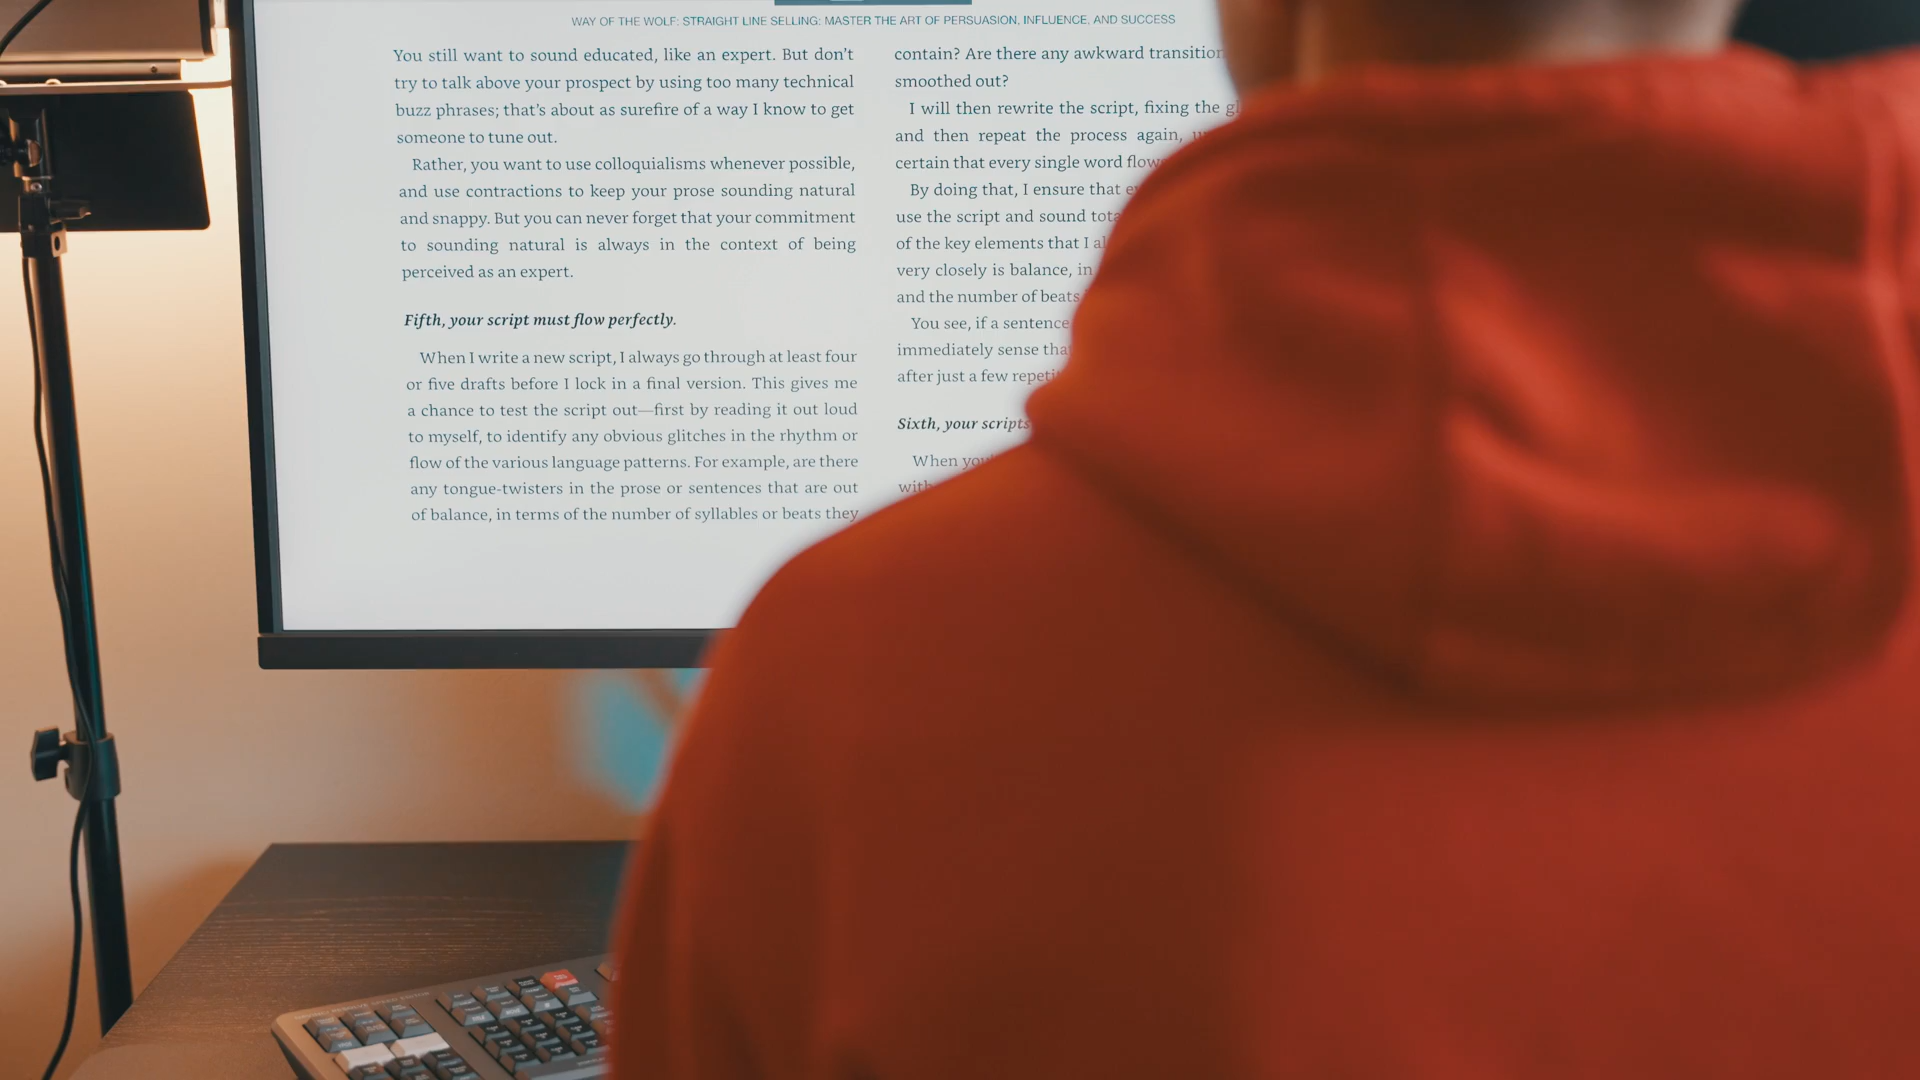 WAY OF THE WOLF: STRAIGHT LINE SELLING: MASTER THE ART OF PERSUASION, INFLUENCE, AND SUCCESS
You still want to sound educated, like an expert. But don't
try to talk above your prospect by using too many technical
buzz phrases; that's about as surefire of a way I know to get
someone to tune out.
Rather, you want to use colloquialisms whenever possible,
and use contractions to keep your prose sounding natural
and snappy. But you can never forget that your commitment
to sounding natural is always in the context of being
perceived as an expert.
Fifth, your script must flow perfectly.
When I write a new script, I always go through at least four
or five drafts before I lock in a final version. This gives me
a chance to test the script out—first by reading it out loud
to myself, to identify any obvious glitches in the rhythm or
flow of the various language patterns. For example, are there
any tongue-twisters in the prose or sentences that are out
of balance, in terms of the number of syllables or beats they
contain? Are there any awkward transition
smoothed out?
I will then rewrite the script, fixing the
and then repeat the process again,
certain that every single word
By doing that, I ensure that
use the script and sound
of the key elements that I
very closely is balance, in
and the number of beats
You see, if a sentence
immediately sense
after just a few
Sixth, your scripts
When
with